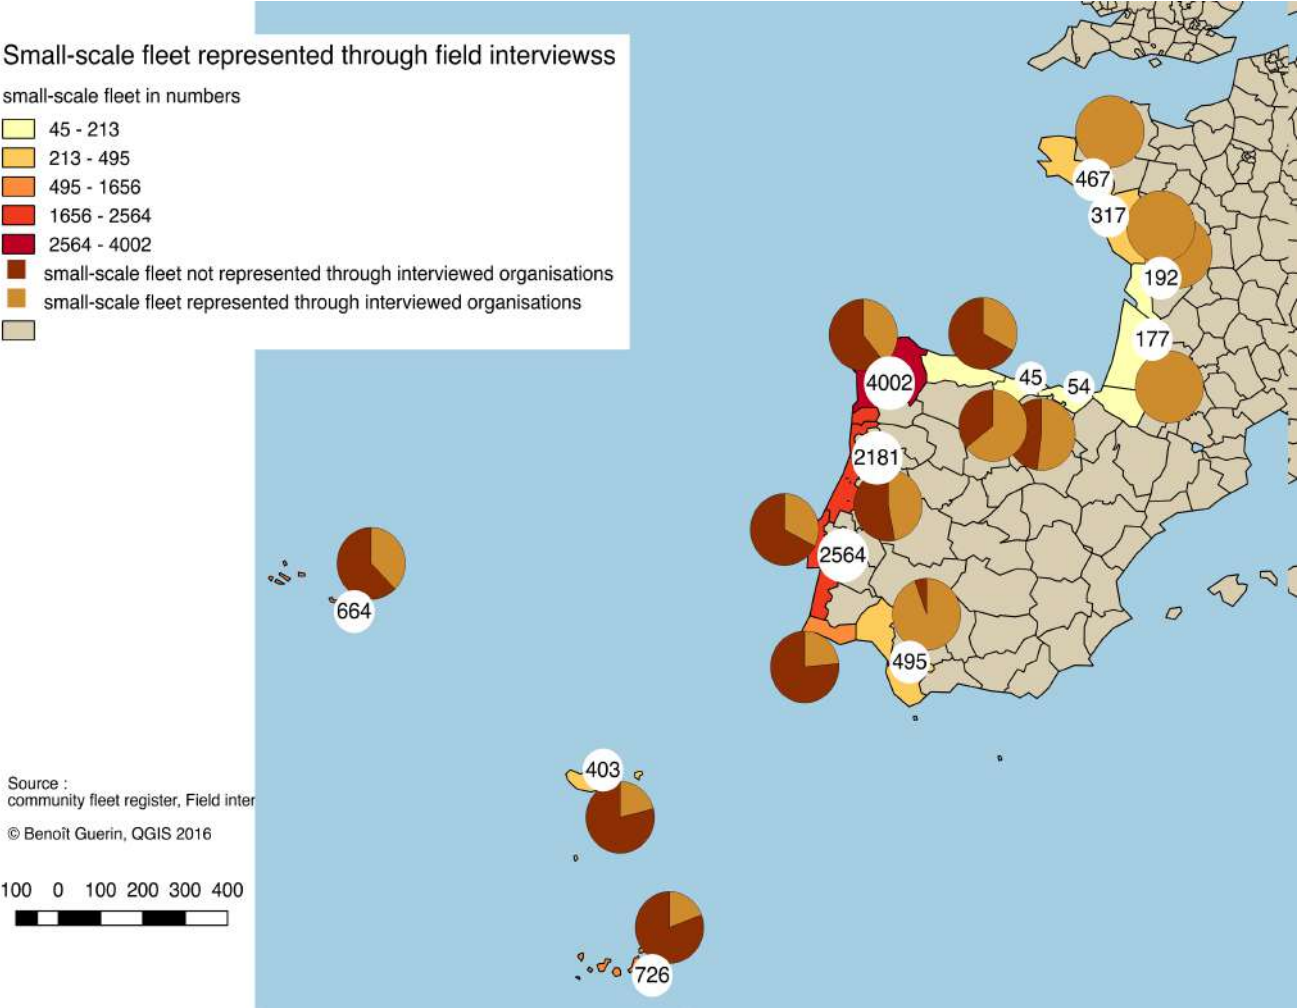 Small-scale fleet represented through field interviewss
small-scale fleet in numbers
45 - 213
213 - 495
495 - 1656
1656 - 2564
2564 - 4002
small-scale fleet not represented through interviewed organisations
small-scale fleet represented through interviewed organisations
467
317
192
177
45
54
4002
2181
2564
664
495
403
726
Source :
community fleet register, Field inter
© Benoît Guerin, QGIS 2016
100 0 100 200 300 400